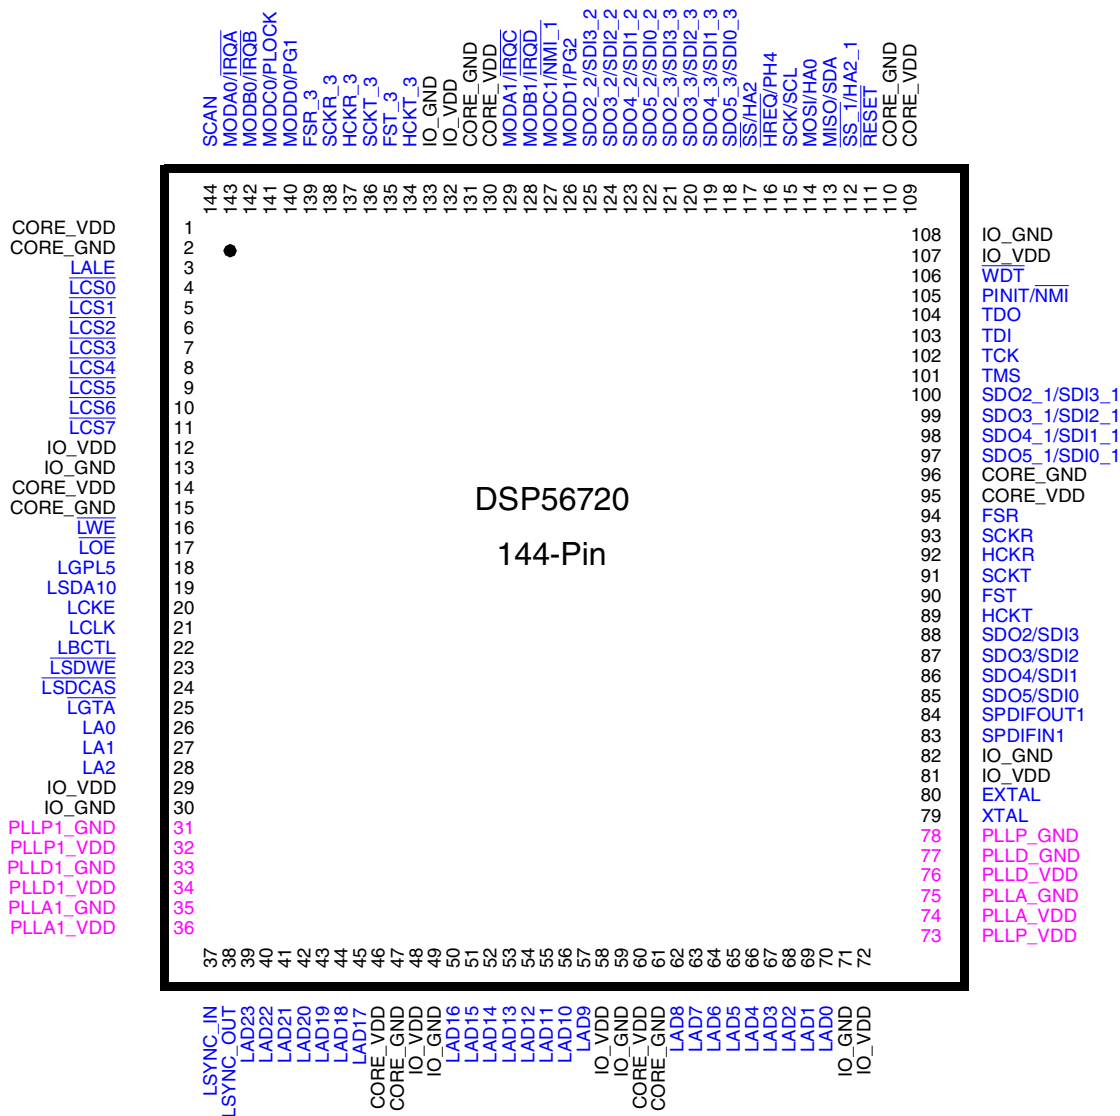 SCAN
MODA0/IRQA
MODB0/IRQB
MODC0/PLOCK
MODD0/PG1
FSR_3
SCKR_3
HCKR_3
SCKT_3
FST_3
HCKT_3
IO_GND
IO_VDD
CORE_GND
CORE_VDD
MODA1/IRQC
MODB1/IRQD
MODC1/NMI_1
MODD1/PG2
SDO2_2/SDI3_2
SDO3_2/SDI2_2
SDO4_2/SDI1_2
SDO5_2/SDI0_2
SDO2_3/SDI3_3
SDO3_3/SDI2_3
SDO4_3/SDI1_3
SDO5_3/SDI0_3
SS/HA2
HREQ/PH4
SCK/SCL
MOSI/HA0
MISO/SDA
SS_1/HA2_1
RESET
CORE_GND
CORE_VDD
144
143
142
141
140
139
138
137
136
135
134
133
132
131
130
129
128
127
126
125
124
123
122
121
120
119
118
117
116
115
114
113
112
111
110
109
CORE_VDD 1
CORE_GND 2
LALE 3
LCS0 4
LCS1 5
LCS2 6
LCS3 7
LCS4 8
LCS5 9
LCS6 10
LCS7 11
IO_VDD 12
IO_GND 13
CORE_VDD 14
CORE_GND 15
LWE 16
LOE 17
LGPL5 18
LSDA10 19
LCKE 20
LCLK 21
LBCTL 22
LSDWE 23
LSDCAS 24
LGTA 25
LA0 26
LA1 27
LA2 28
IO_VDD 29
IO_GND 30
PLLP1_GND 31
PLLP1_VDD 32
PLLD1_GND 33
PLLD1_VDD 34
PLLA1_GND 35
PLLA1_VDD 36
DSP56720
144-Pin
108 IO_GND
107 IO_VDD
106 WDT
105 PINIT/NMI
104 TDO
103 TDI
102 TCK
101 TMS
100 SDO2_1/SDI3_1
99 SDO3_1/SDI2_1
98 SDO4_1/SDI1_1
97 SDO5_1/SDI0_1
96 CORE_GND
95 CORE_VDD
94 FSR
93 SCKR
92 HCKR
91 SCKT
90 FST
89 HCKT
88 SDO2/SDI3
87 SDO3/SDI2
86 SDO4/SDI1
85 SDO5/SDI0
84 SPDIFOUT1
83 SPDIFIN1
82 IO_GND
81 IO_VDD
80 EXTAL
79 XTAL
78 PLLP_GND
77 PLLD_GND
76 PLLD_VDD
75 PLLA_GND
74 PLLA_VDD
73 PLLP_VDD
37
38
39
40
41
42
43
44
45
46
47
48
49
50
51
52
53
54
55
56
57
58
59
60
61
62
63
64
65
66
67
68
69
70
71
72
LSYNC_IN
LSYNC_OUT
LAD23
LAD22
LAD21
LAD20
LAD19
LAD18
LAD17
CORE_VDD
CORE_GND
IO_VDD
IO_GND
LAD16
LAD15
LAD14
LAD13
LAD12
LAD11
LAD10
LAD9
IO_VDD
IO_GND
CORE_VDD
CORE_GND
LAD8
LAD7
LAD6
LAD5
LAD4
LAD3
LAD2
LAD1
LAD0
IO_GND
IO_VDD